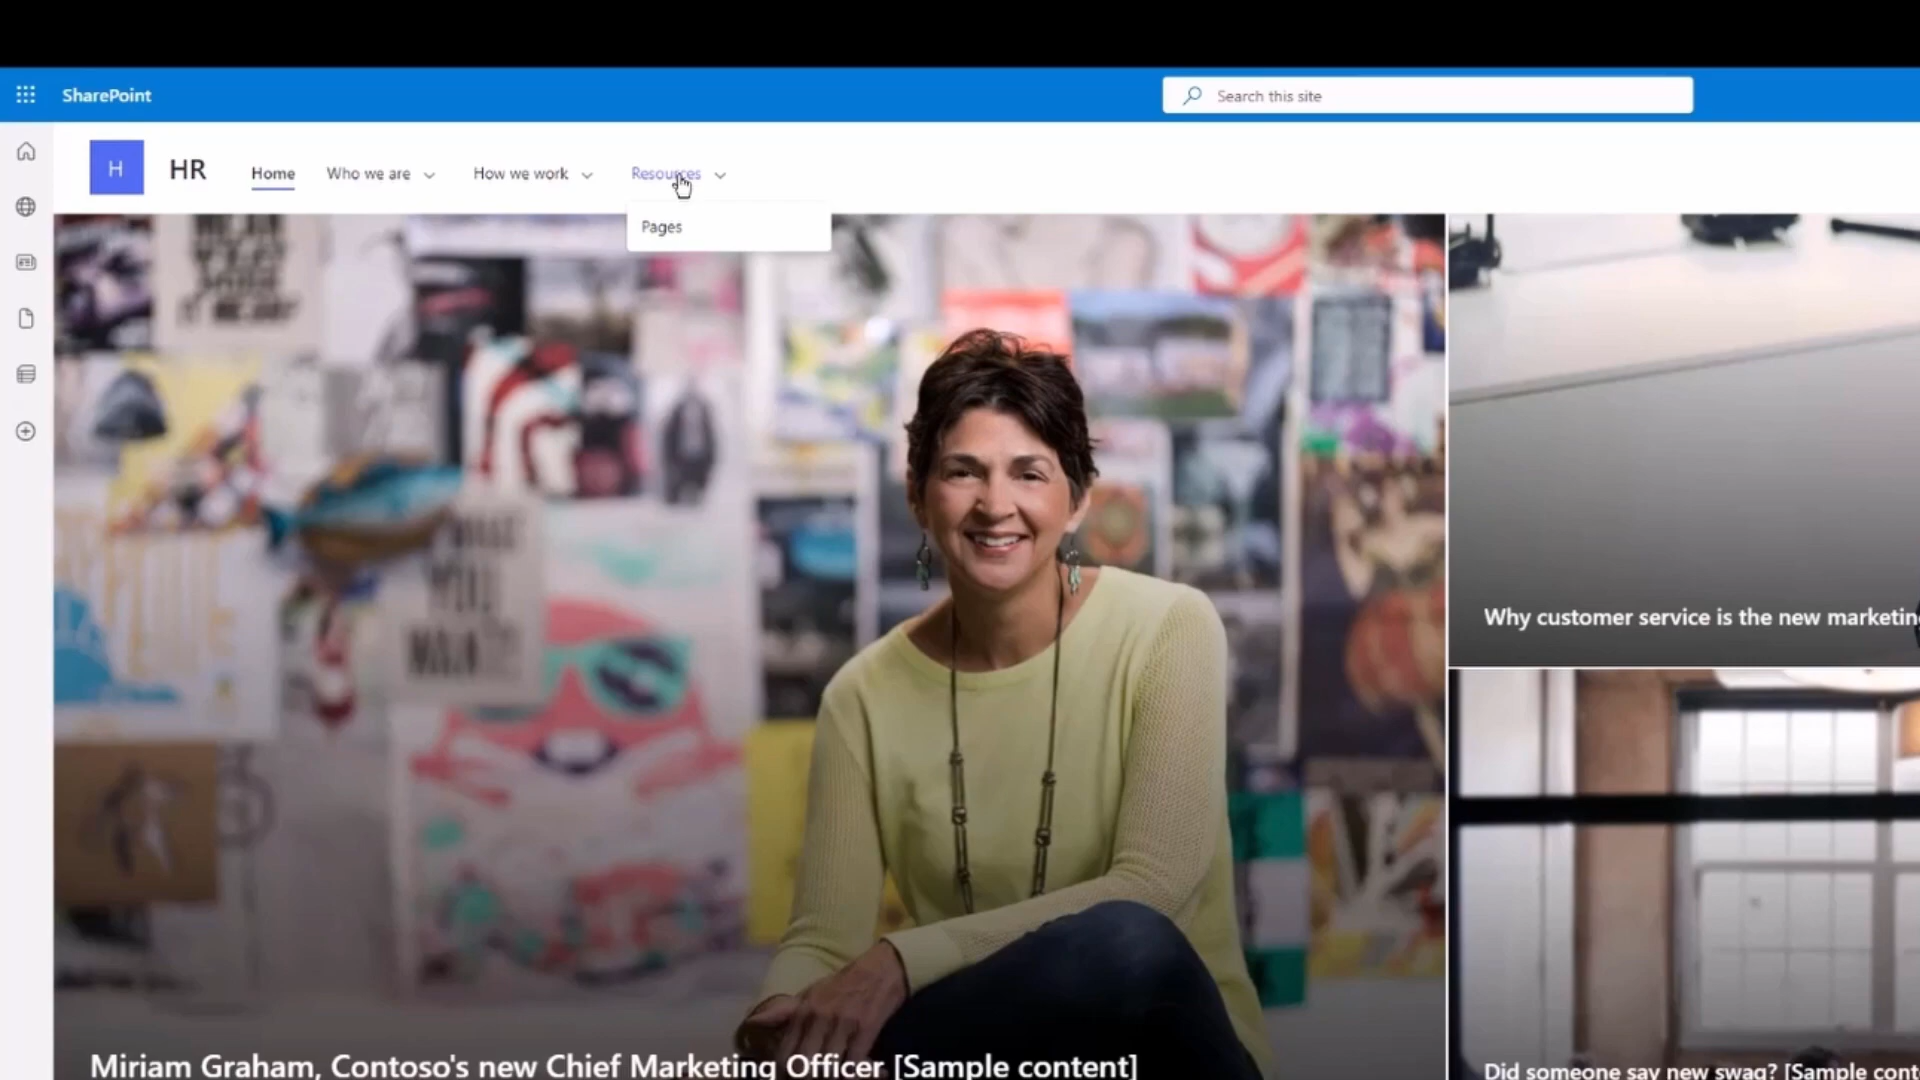 SharePoint
Search this site
H
HR
Home
Who we are
How we work
Resources
Pages
Why customer service is the new marketin
Miriam Graham, Contoso's new Chief Marketing Officer [Sample content]
Did someone say new swag? [Sample cont